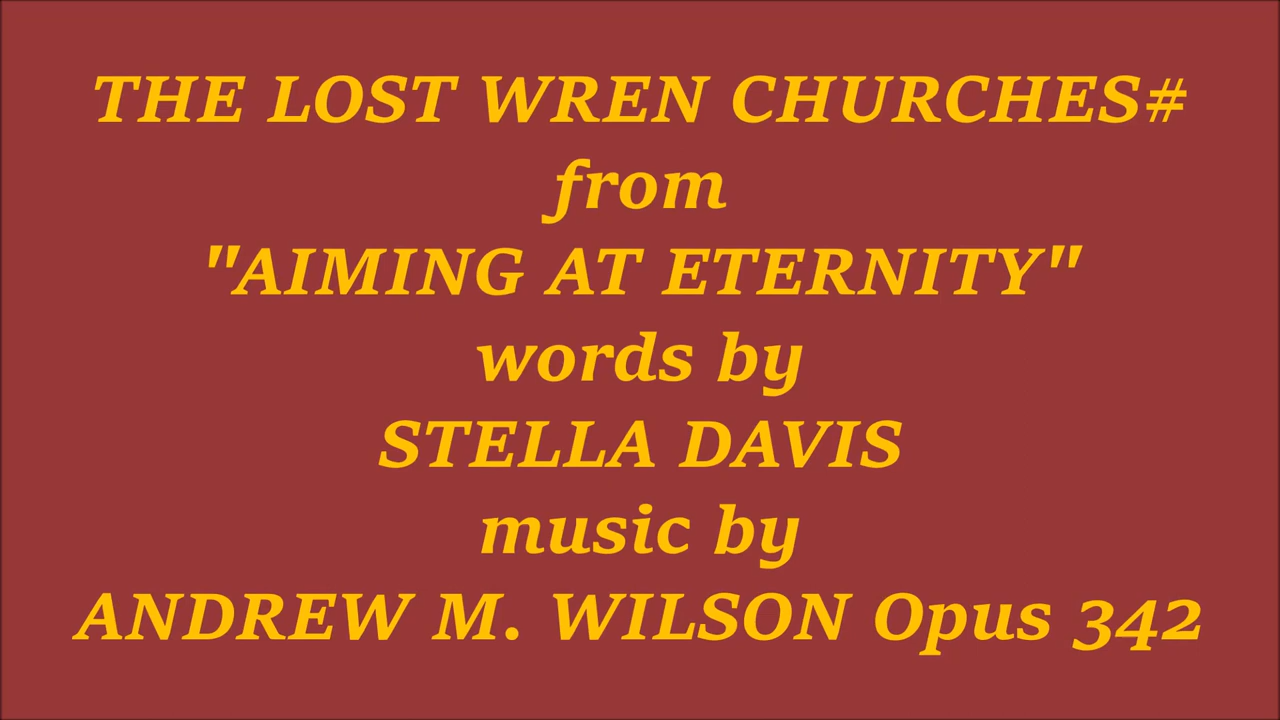 THE LOST WREN CHURCHES#
from
"AIMING AT ETERNITY"
words by
STELLA DAVIS
music by
ANDREW M. WILSON Opus 342